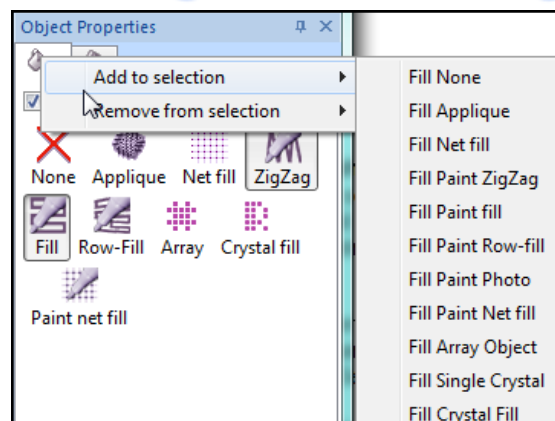 Object Properties
Add to selection
Remove from selection
None Applique Net fill ZigZag
Fill Row-Fill Array Crystal fill
Paint net fill
Fill None
Fill Applique
Fill Net fill
Fill Paint ZigZag
Fill Paint fill
Fill Paint Row-fill
Fill Paint Photo
Fill Paint Net fill
Fill Array Object
Fill Single Crystal
Fill Crystal Fill